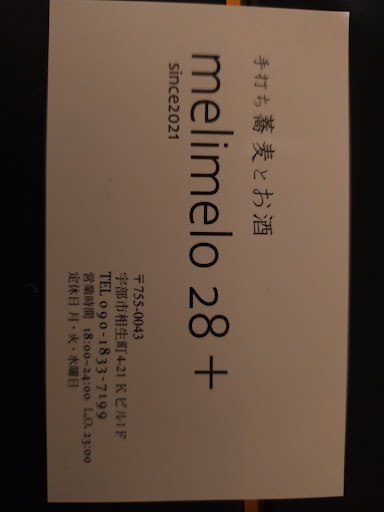 手打ち蕎麦とお酒
melimelo 28＋
since2021
〒755-0043
宇部市相生町4-21 KビルIF
TEL 090-1833-7199
営業時間 18:00~24:00 L.O. 23:00
定休日 月・火・水曜日